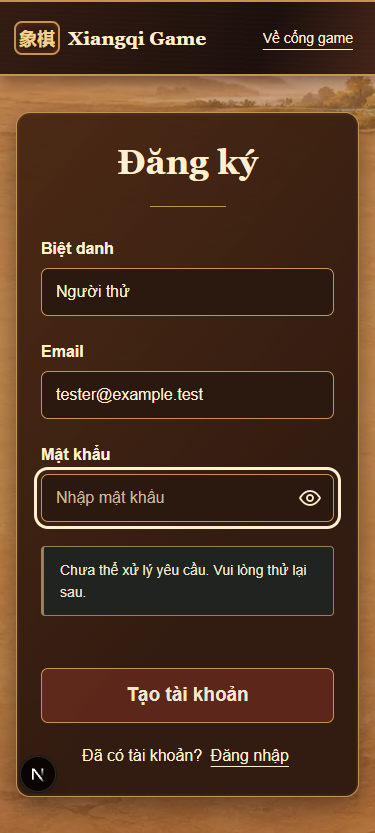 象棋 Xiangqi Game Về cổng game
Đăng ký
Biệt danh
Người thử
Email
tester@example.test
Mật khẩu
Nhập mật khẩu
Chưa thể xử lý yêu cầu. Vui lòng thử lại
sau.
Tạo tài khoản
Đã có tài khoản? Đăng nhập
N